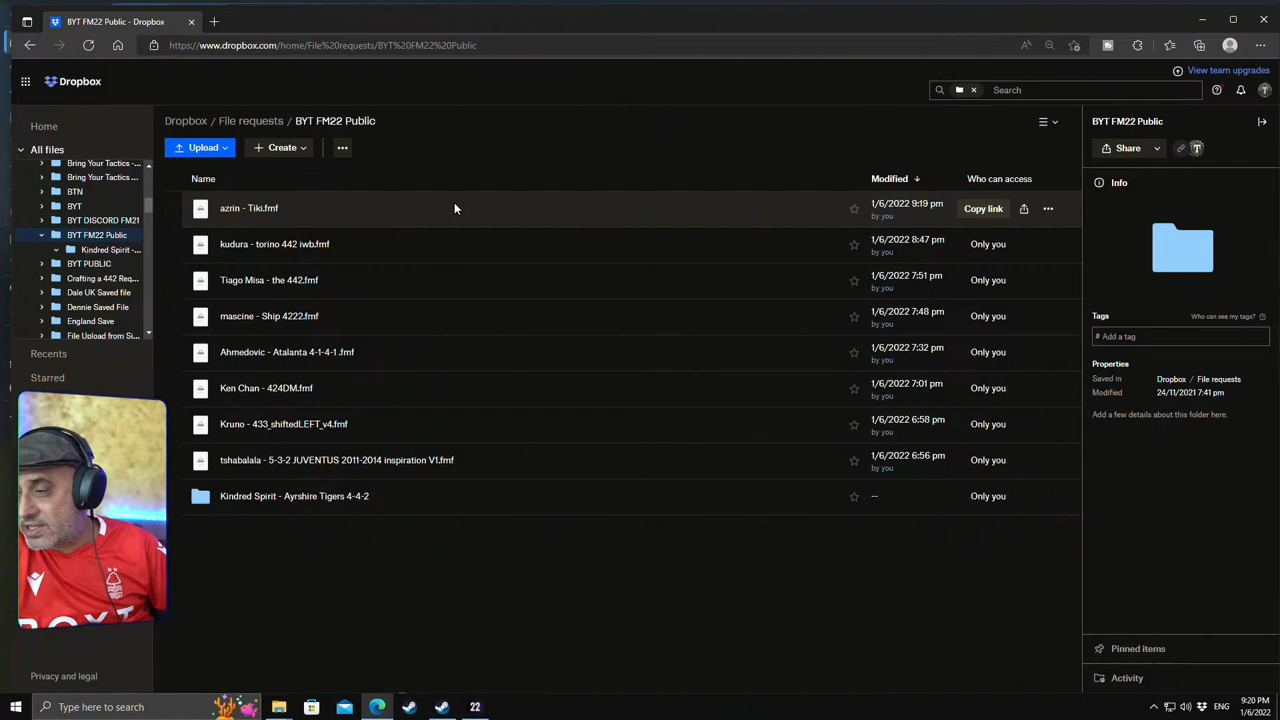 BYT FM22 Public - Dropbox
https://www.dropbox.com/home/File%20requests/BYT%20FM22%20Public
View team upgrades
Dropbox
Search
Home
All files
Bring Your Tactics -...
Bring Your Tactics ...
BTN
BYT
BYT DISCORD FM21
BYT FM22 Public
Kindred Spirit -...
BYT PUBLIC
Crafting a 442 Req...
Dale UK Saved file
Dennie Saved File
England Save
File Upload from Si...
Recents
Starred
Privacy and legal
Dropbox / File requests / BYT FM22 Public
Upload
Create
Name Modified Who can access
azrin - Tiki.fmf 1/6/2022 9:19 pm Copy link
by you
kudura - torino 442 iwb.fmf 1/6/2022 8:47 pm Only you
by you
Tiago Misa - the 442.fmf 1/6/2022 7:51 pm Only you
by you
mascine - Ship 4222.fmf 1/6/2022 7:48 pm Only you
by you
Ahmedovic - Atalanta 4-1-4-1 .fmf 1/6/2022 7:32 pm Only you
by you
Ken Chan - 424DM.fmf 1/6/2022 7:01 pm Only you
by you
Kruno - 433_shiftedLEFT_v4.fmf 1/6/2022 6:58 pm Only you
by you
tshabalala - 5-3-2 JUVENTUS 2011-2014 inspiration V1.fmf 1/6/2022 6:56 pm Only you
by you
Kindred Spirit - Ayrshire Tigers 4-4-2 -- Only you
BYT FM22 Public
Share
T
Info
Tags Who can see my tags?
# Add a tag
Properties
Saved in Dropbox / File requests
Modified 24/11/2021 7:41 pm
Add a few details about this folder here.
Pinned items
Activity
Type here to search
22
ENG
9:20 PM
1/6/2022